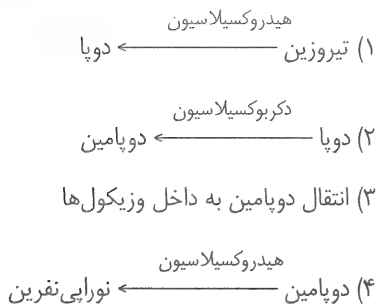 هیدروکسیلاسیون
۱) تیروزین ⟶ دوپا
دکربوکسیلاسیون
۲) دوپا ⟶ دوپامین
۳) انتقال دوپامین به داخل وزیکول‌ها
هیدروکسیلاسیون
۴) دوپامین ⟶ نوراپی‌نفرین